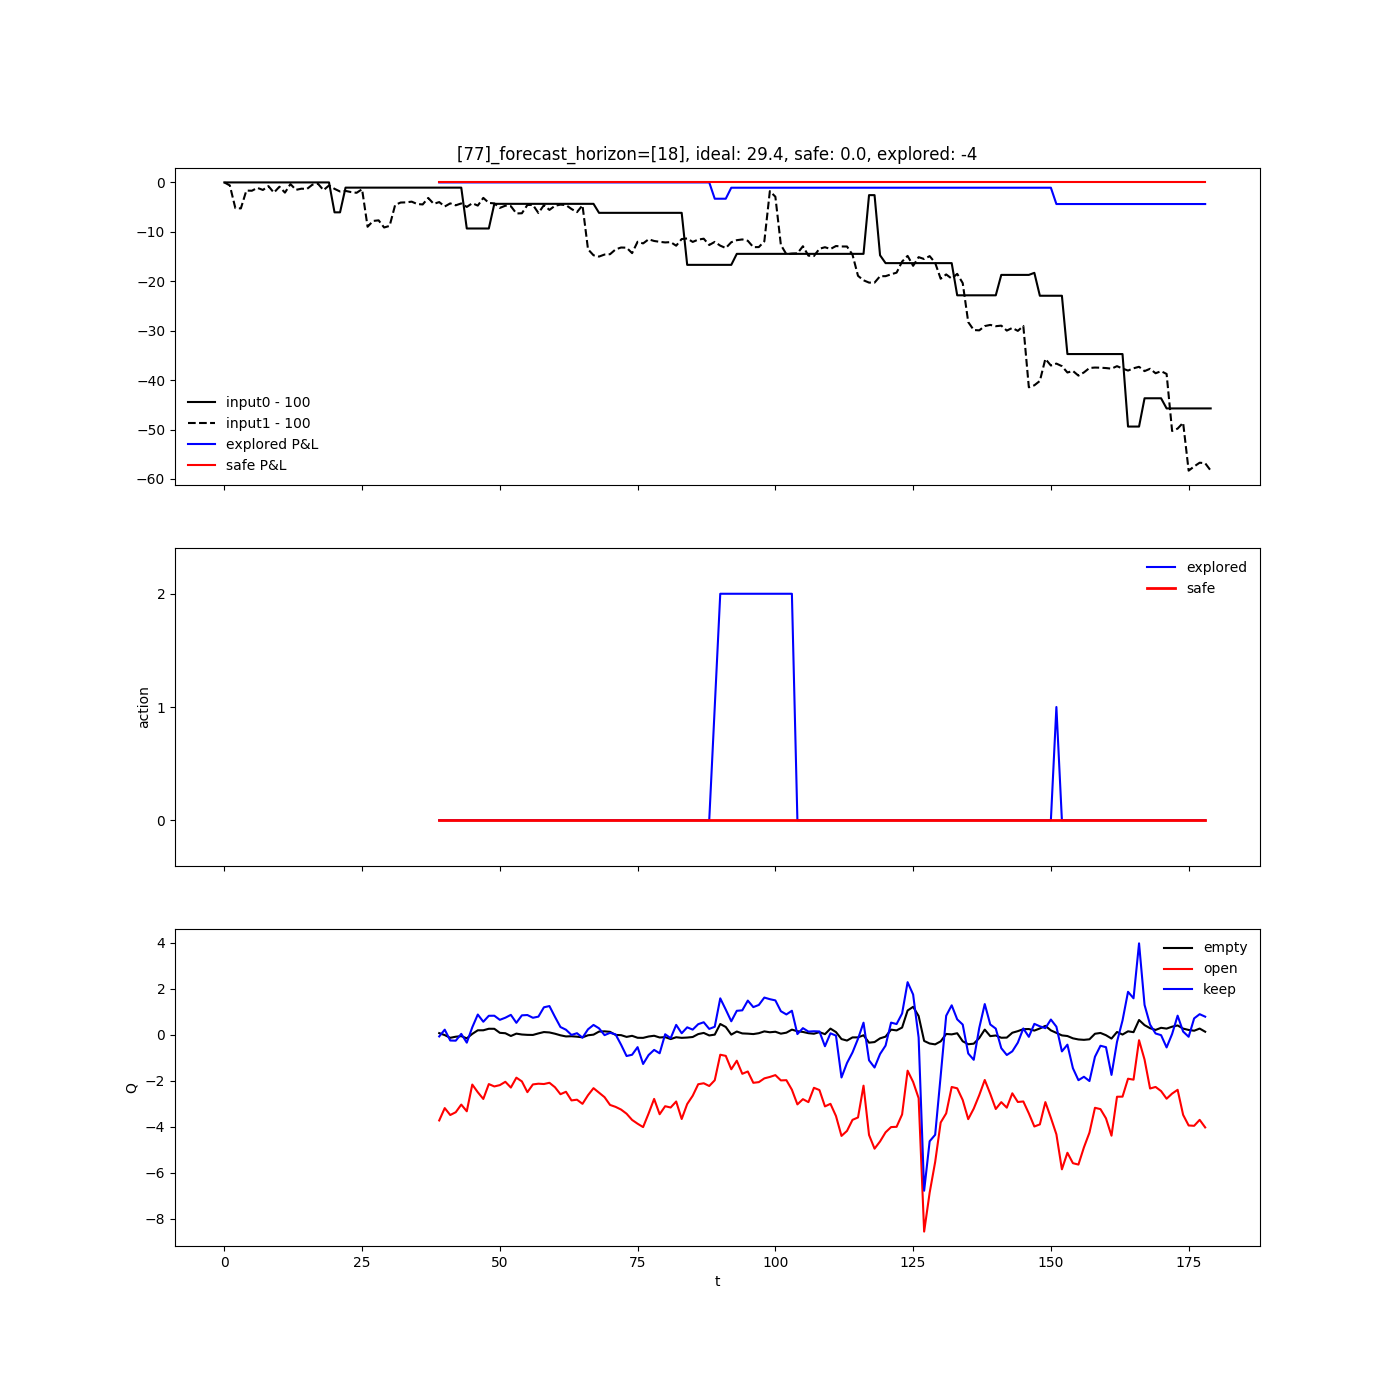 [77]_forecast_horizon=[18], ideal: 29.4, safe: 0.0, explored: -4
0
−10
−20
−30
−40
−50
−60
input0 - 100
input1 - 100
explored P&L
safe P&L
2
1
0
action
explored
safe
4
2
0
−2
−4
−6
−8
Q
empty
open
keep
0 25 50 75 100 125 150 175
t